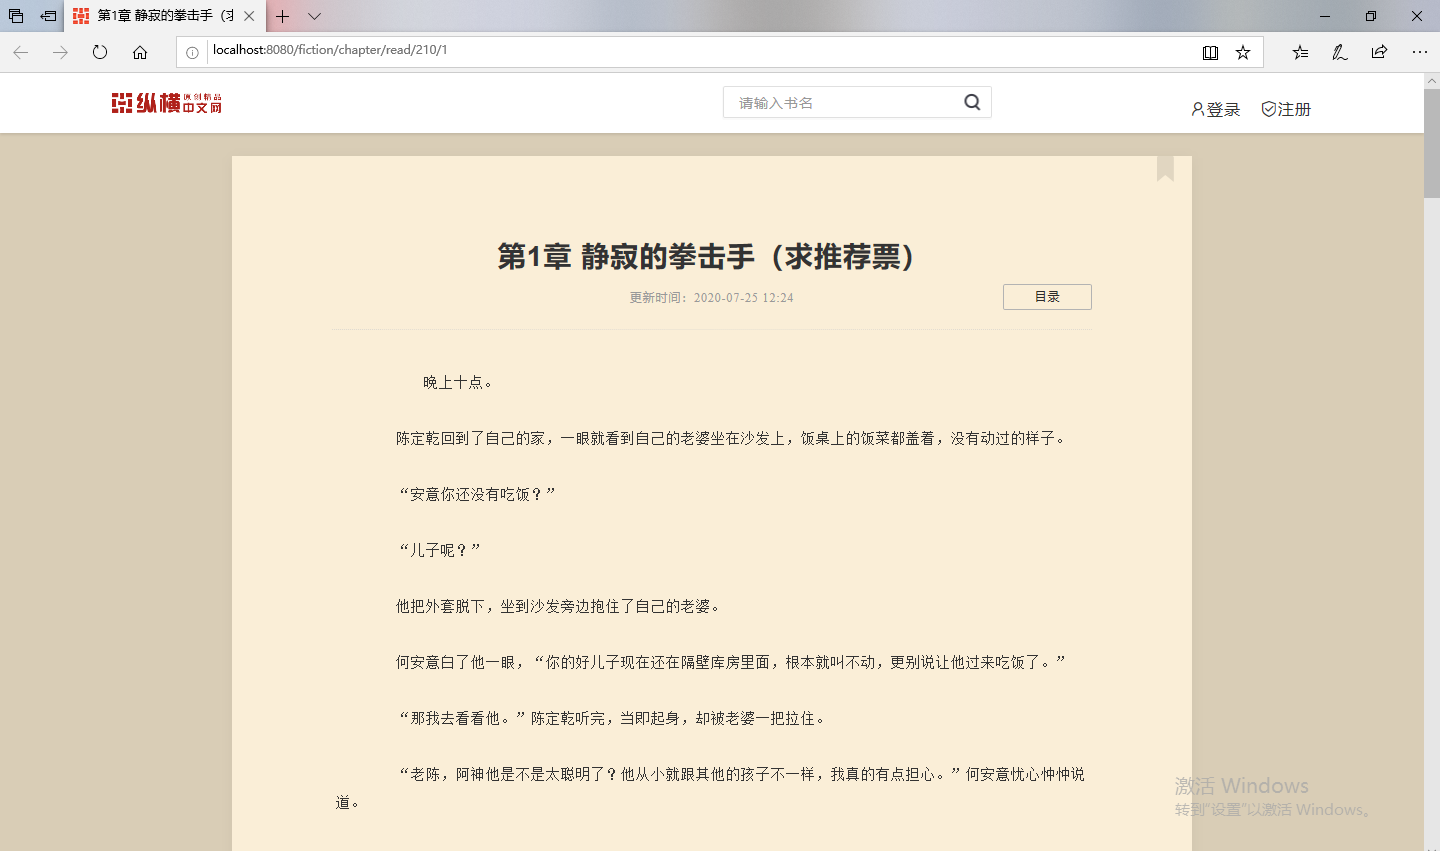 第1章 静寂的拳击手（求
localhost:8080/fiction/chapter/read/210/1
纵横 原创精品 中文网
请输入书名
登录 注册
第1章 静寂的拳击手（求推荐票）
更新时间：2020-07-25 12:24
目录
晚上十点。
陈定乾回到了自己的家，一眼就看到自己的老婆坐在沙发上，饭桌上的饭菜都盖着，没有动过的样子。
“安意你还没有吃饭？”
“儿子呢？”
他把外套脱下，坐到沙发旁边抱住了自己的老婆。
何安意白了他一眼，“你的好儿子现在还在隔壁库房里面，根本就叫不动，更别说让他过来吃饭了。”
“那我去看看他。”陈定乾听完，当即起身，却被老婆一把拉住。
“老陈，阿神他是不是太聪明了？他从小就跟其他的孩子不一样，我真的有点担心。”何安意忧心忡忡说
道。
激活 Windows
转到“设置”以激活 Windows。